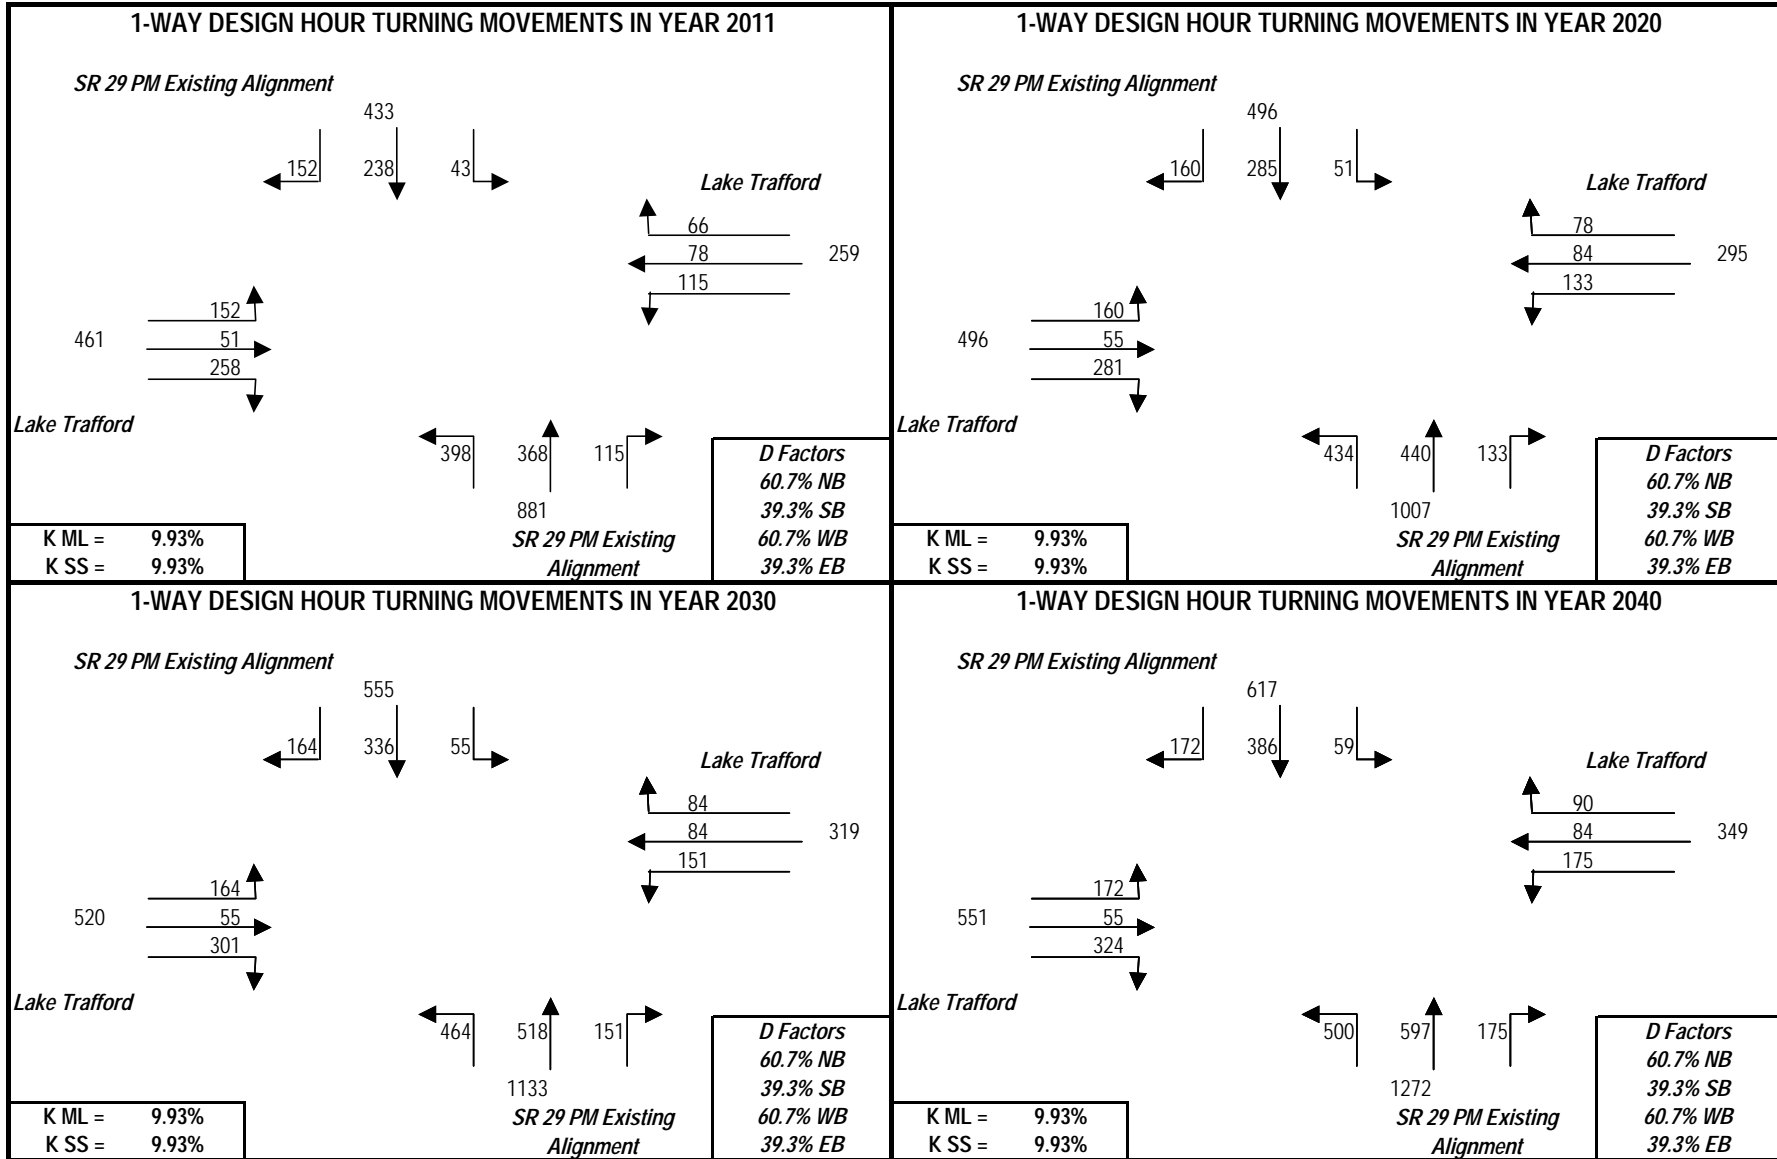 1-WAY DESIGN HOUR TURNING MOVEMENTS IN YEAR 2011
SR 29 PM Existing Alignment
433
152 238 43
Lake Trafford
66
78 259
115
152
461 51
258
Lake Trafford
398 368 115
881
SR 29 PM Existing
Alignment
D Factors
60.7% NB
39.3% SB
60.7% WB
39.3% EB
K ML = 9.93%
K SS = 9.93%
1-WAY DESIGN HOUR TURNING MOVEMENTS IN YEAR 2020
SR 29 PM Existing Alignment
496
160 285 51
Lake Trafford
78
84 295
133
160
496 55
281
Lake Trafford
434 440 133
1007
SR 29 PM Existing
Alignment
D Factors
60.7% NB
39.3% SB
60.7% WB
39.3% EB
K ML = 9.93%
K SS = 9.93%
1-WAY DESIGN HOUR TURNING MOVEMENTS IN YEAR 2030
SR 29 PM Existing Alignment
555
164 336 55
Lake Trafford
84
84 319
151
164
520 55
301
Lake Trafford
464 518 151
1133
SR 29 PM Existing
Alignment
D Factors
60.7% NB
39.3% SB
60.7% WB
39.3% EB
K ML = 9.93%
K SS = 9.93%
1-WAY DESIGN HOUR TURNING MOVEMENTS IN YEAR 2040
SR 29 PM Existing Alignment
617
172 386 59
Lake Trafford
90
84 349
175
172
551 55
324
Lake Trafford
500 597 175
1272
SR 29 PM Existing
Alignment
D Factors
60.7% NB
39.3% SB
60.7% WB
39.3% EB
K ML = 9.93%
K SS = 9.93%